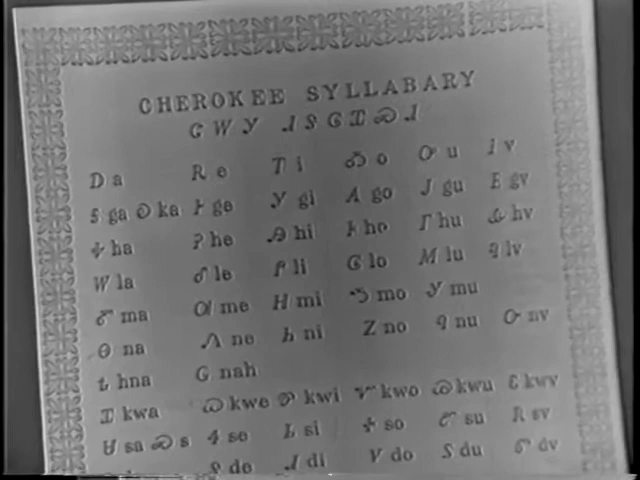 CHEROKEE SYLLABARY
ᏣᎳᎩ ᏗᎦᏣᏆᏍᏗ
Ꭰ a Ꭱ e Ꭲ i Ꭳ o Ꭴ u Ꭵ v
Ꭶ ga Ꭷ ka Ꭸ ge Ꭹ gi Ꭺ go Ꭻ gu Ꭼ gv
Ꭽ ha Ꭾ he Ꭿ hi Ꮀ ho Ꮁ hu Ꮂ hv
Ꮃ la Ꮄ le Ꮅ li Ꮆ lo Ꮇ lu Ꮈ lv
Ꮉ ma Ꮊ me Ꮋ mi Ꮌ mo Ꮍ mu
Ꮎ na Ꮑ ne Ꮒ ni Ꮓ no Ꮔ nu Ꮕ nv
Ꮏ hna Ꮐ nah
Ꮖ kwa Ꮗ kwe Ꮘ kwi Ꮙ kwo Ꮚ kwu Ꮛ kwv
Ꮜ sa Ꮝ s Ꮞ se Ꮟ si Ꮠ so Ꮡ su Ꮢ sv
Ꮥ de Ꮧ di Ꮩ do Ꮪ du Ꮫ dv